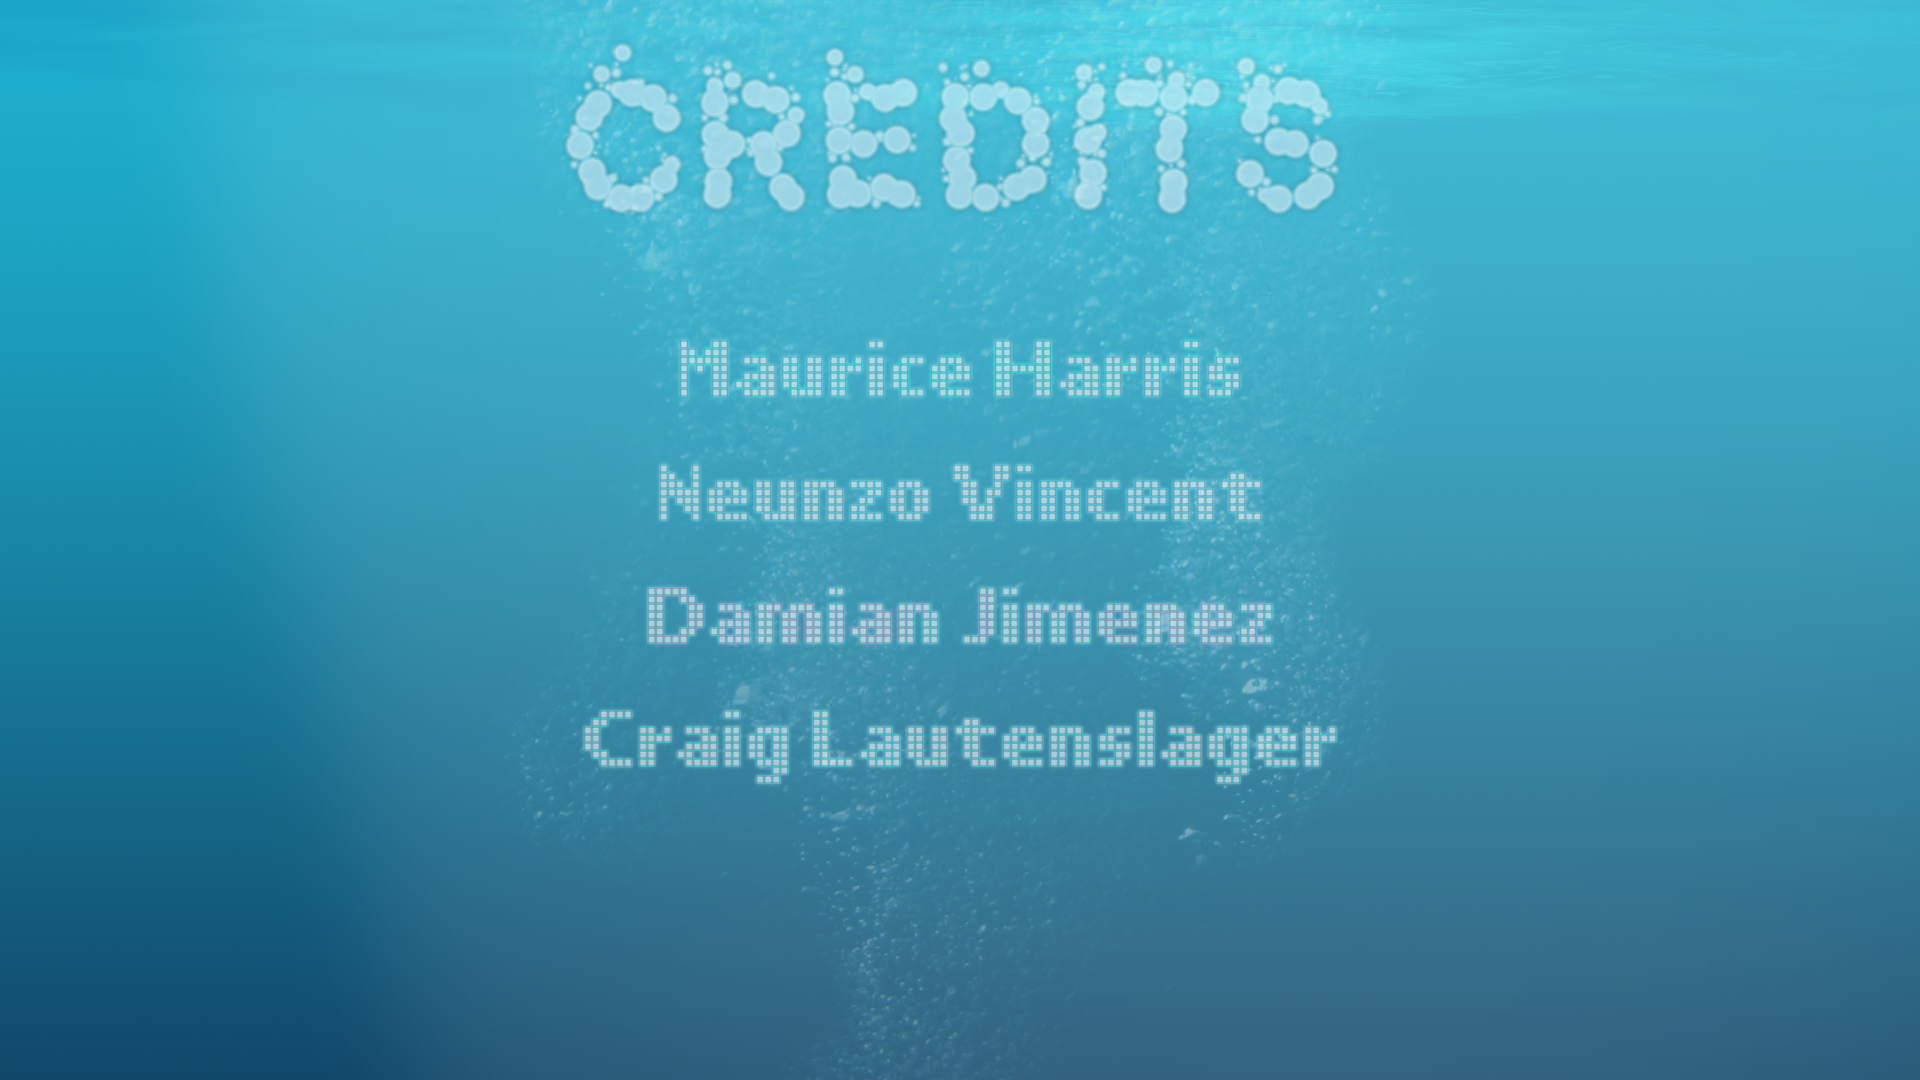 CREDITS
Maurice Harris
Neunzo Vincent
Damian Jimenez
Craig Lautenslager